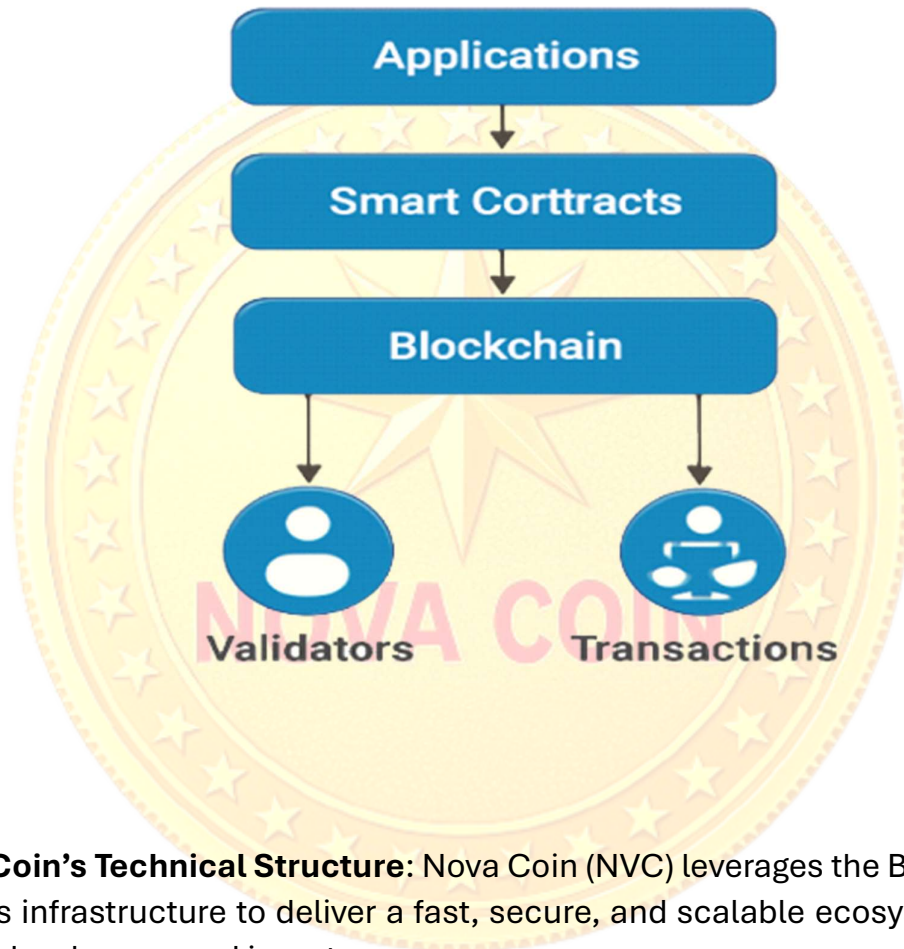 Applications
Smart Corttracts
Blockchain
NOVA COIN
Validators
Transactions
Coin’s Technical Structure: Nova Coin (NVC) leverages the B
s infrastructure to deliver a fast, secure, and scalable ecosy